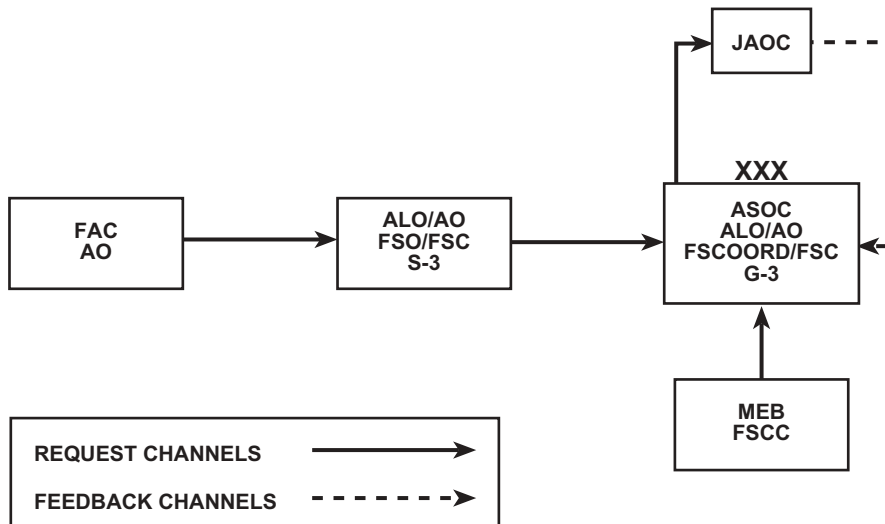 JAOC
XXX
FAC
AO
ALO/AO
FSO/FSC
S-3
ASOC
ALO/AO
FSCOORD/FSC
G-3
MEB
FSCC
REQUEST CHANNELS
FEEDBACK CHANNELS